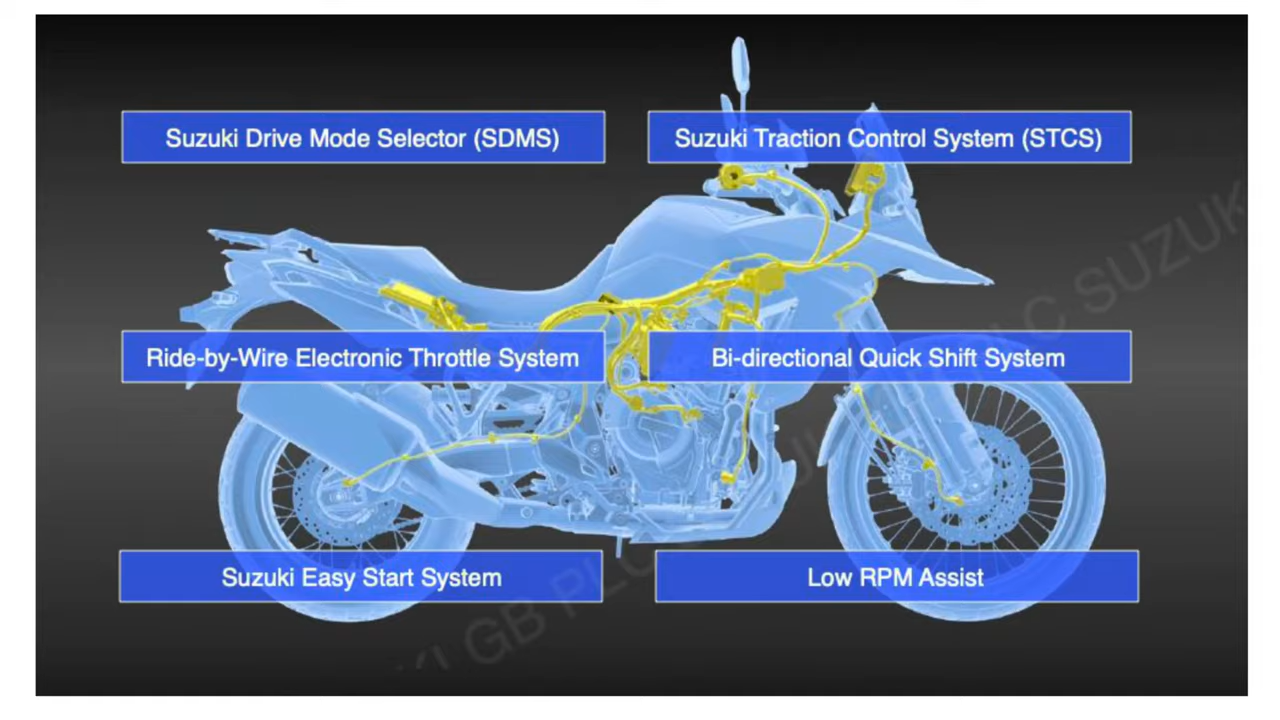 Suzuki Drive Mode Selector (SDMS)
Suzuki Traction Control System (STCS)
Ride-by-Wire Electronic Throttle System
Bi-directional Quick Shift System
Suzuki Easy Start System
Low RPM Assist